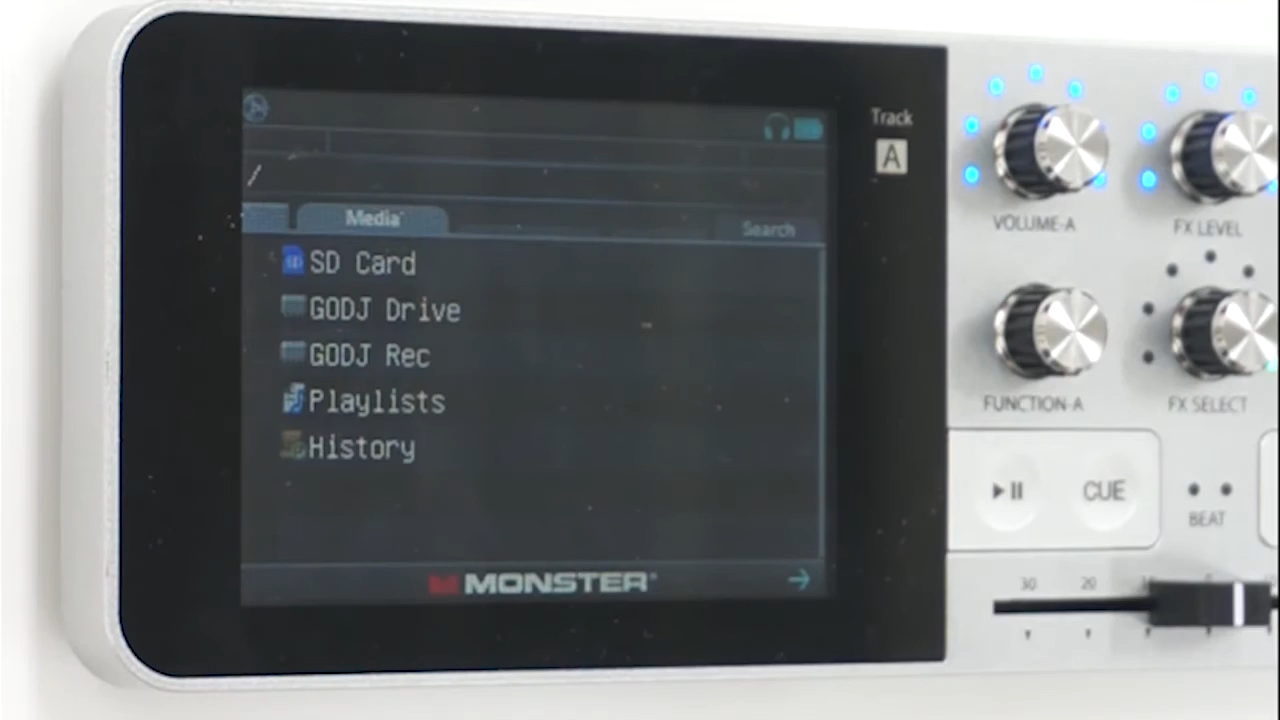 Track
A
/
Media
Search
SD Card
GODJ Drive
GODJ Rec
Playlists
History
MONSTER
VOLUME-A
FX LEVEL
FUNCTION-A
FX SELECT
CUE
BEAT
30 20